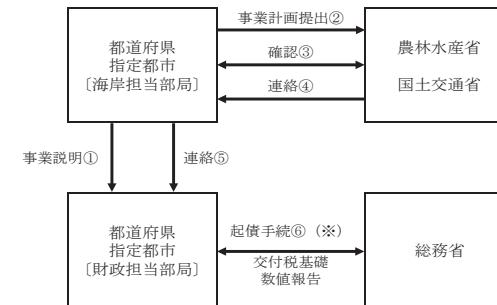 事業計画提出②
都道府県
指定都市
〔海岸担当部局〕
確認③
連絡④
農林水産省
国土交通省
事業説明①
連絡⑤
都道府県
指定都市
〔財政担当部局〕
起債手続⑥（※）
交付税基礎
数値報告
総務省